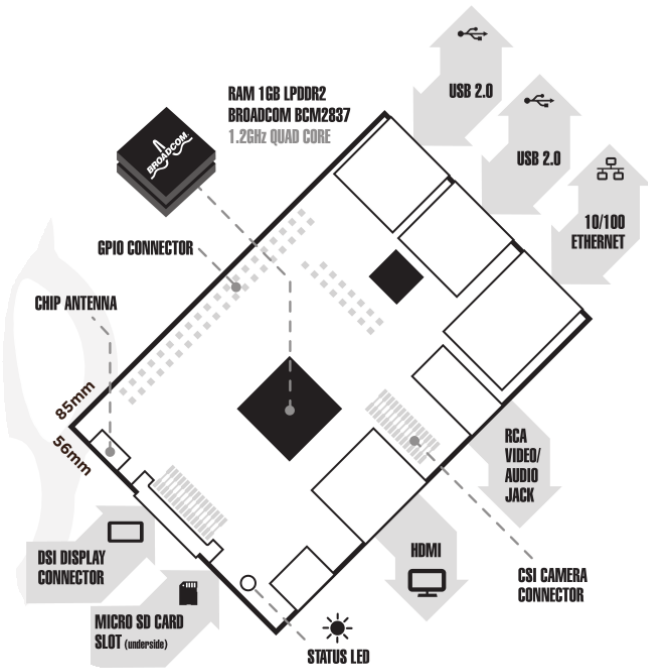 RAM 1GB LPDDR2
BROADCOM BCM2837
1.2GHz QUAD CORE
BROADCOM
USB 2.0
USB 2.0
10/100
ETHERNET
GPIO CONNECTOR
CHIP ANTENNA
85mm
56mm
RCA
VIDEO/
AUDIO
JACK
DSI DISPLAY
CONNECTOR
HDMI
CSI CAMERA
CONNECTOR
MICRO SD CARD
SLOT (underside)
STATUS LED